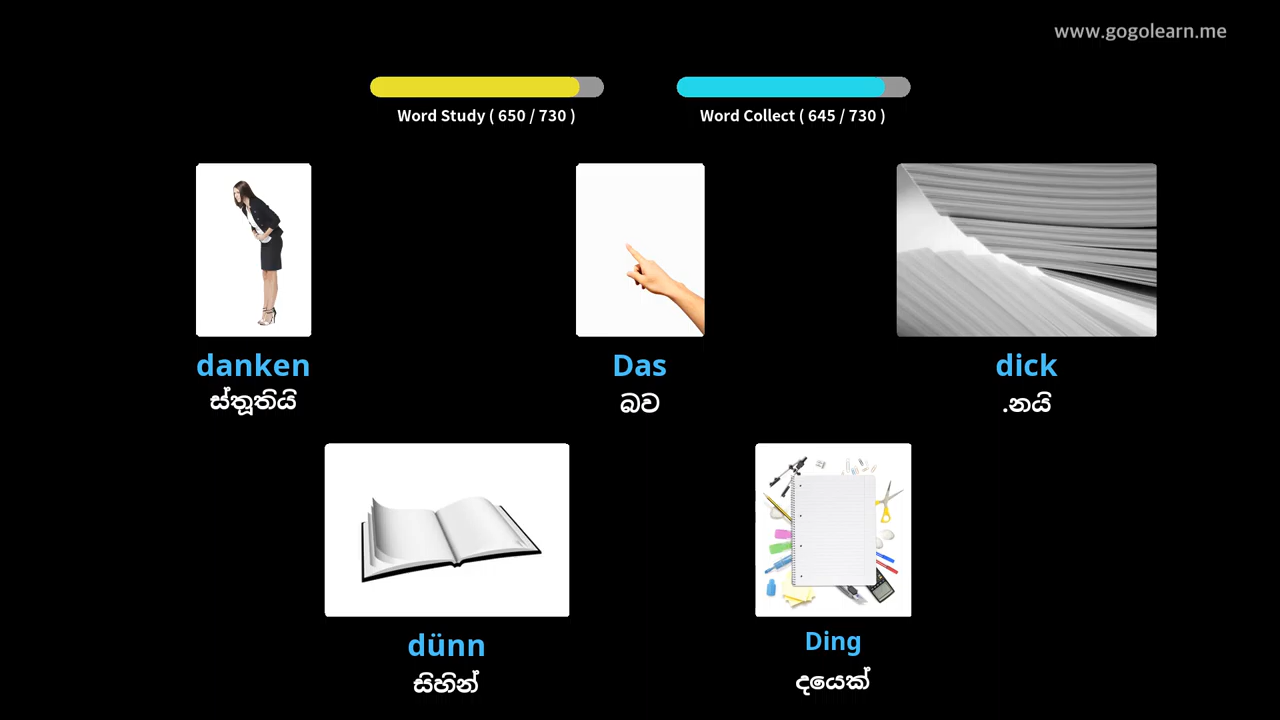 www.gogolearn.me
Word Study ( 650 / 730 )
Word Collect ( 645 / 730 )
danken
ස්තූතියි
Das
බව
dick
.නයි
dünn
සිහින්
Ding
දයෙක්